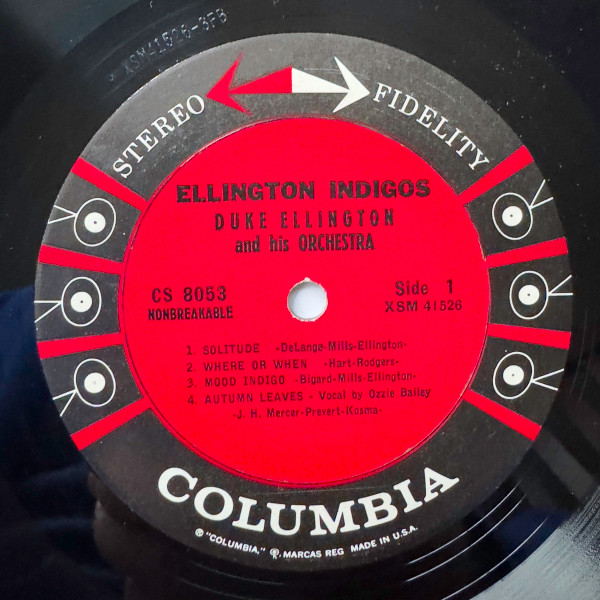 XSM41526-3FB
STEREO FIDELITY
ELLINGTON INDIGOS
DUKE ELLINGTON
and his ORCHESTRA
CS 8053
NONBREAKABLE
Side 1
XSM 41526
1. SOLITUDE -DeLange-Mills-Ellington-
2. WHERE OR WHEN -Hart-Rodgers-
3. MOOD INDIGO -Bigard-Mills-Ellington-
4. AUTUMN LEAVES - Vocal by Ozzie Bailey
-J. H. Mercer-Prevert-Kosma-
COLUMBIA
® "COLUMBIA," ®, MARCAS REG MADE IN U.S.A.